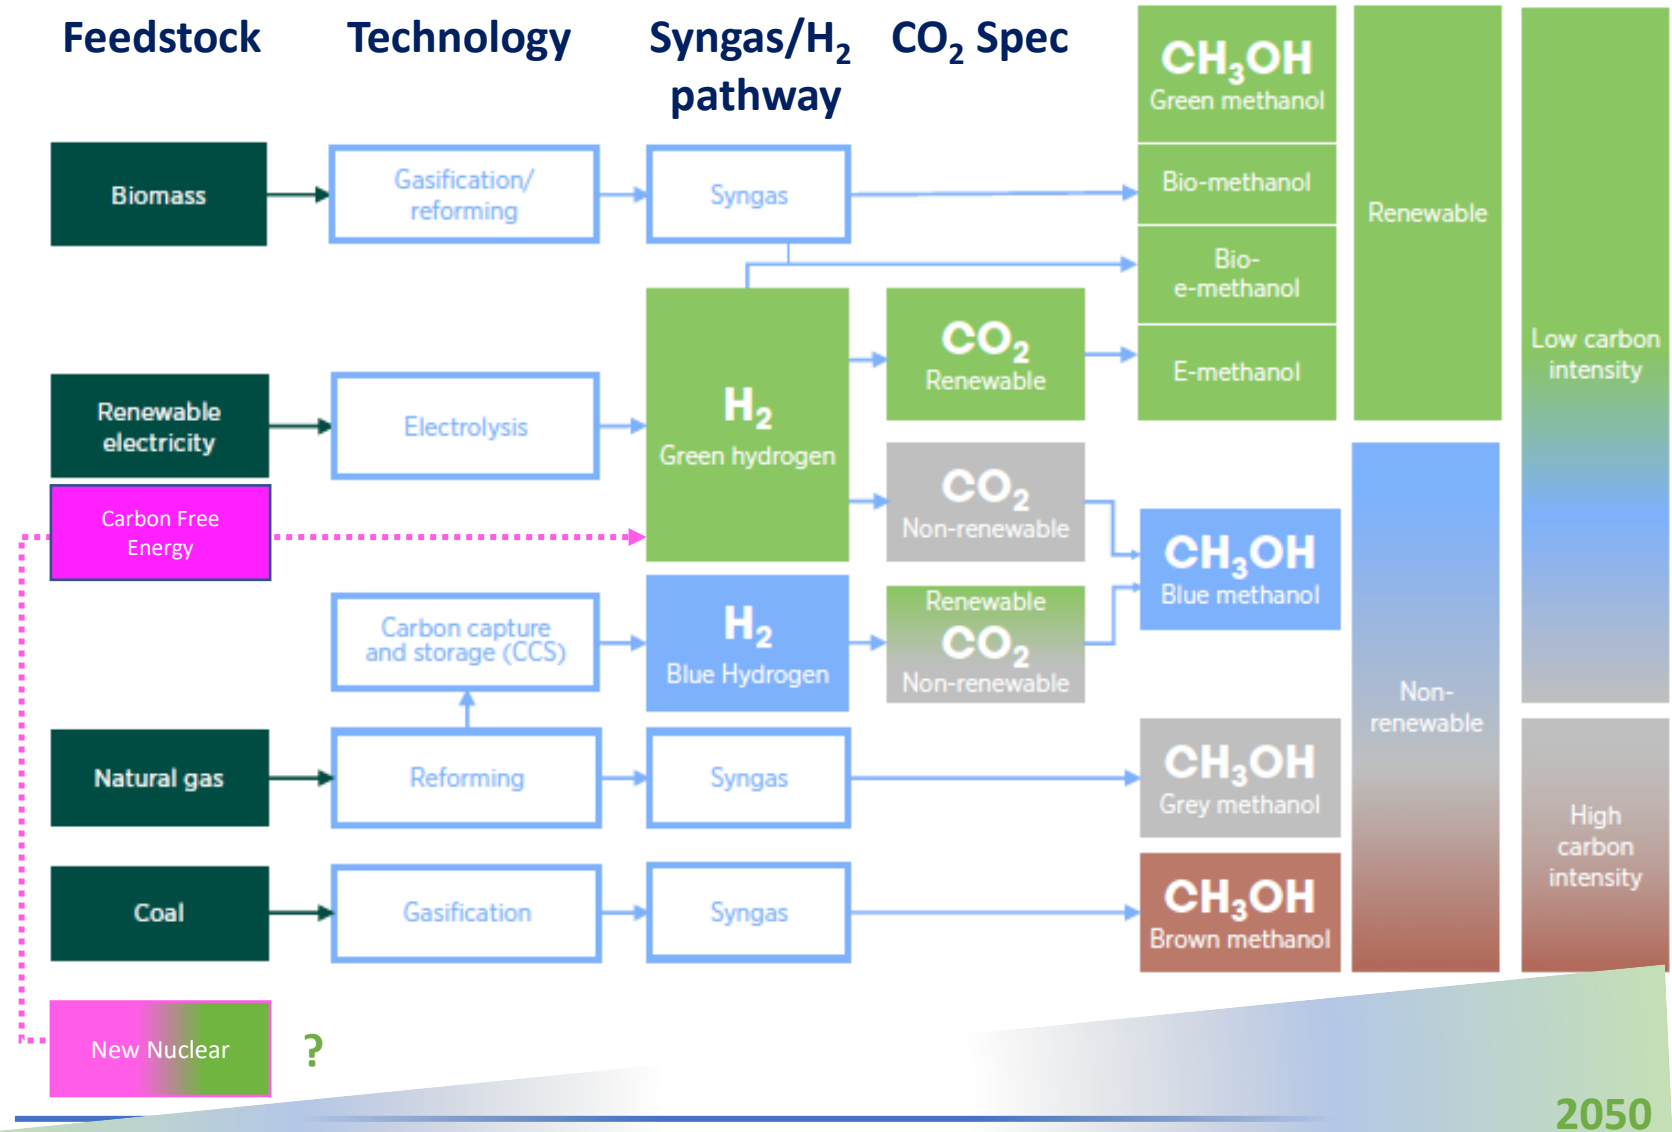 Feedstock
Technology
Syngas/H₂
pathway
CO₂ Spec
CH₃OH
Green methanol
Biomass
Gasification/
reforming
Syngas
Bio-methanol
Renewable
Bio-
e-methanol
Low carbon
intensity
Renewable
electricity
Electrolysis
H₂
Green hydrogen
CO₂
Renewable
E-methanol
Carbon Free
Energy
CO₂
Non-renewable
CH₃OH
Blue methanol
Carbon capture
and storage (CCS)
H₂
Blue Hydrogen
Renewable
CO₂
Non-renewable
Non-
renewable
Natural gas
Reforming
Syngas
CH₃OH
Grey methanol
High
carbon
intensity
Coal
Gasification
Syngas
CH₃OH
Brown methanol
New Nuclear
?
2050